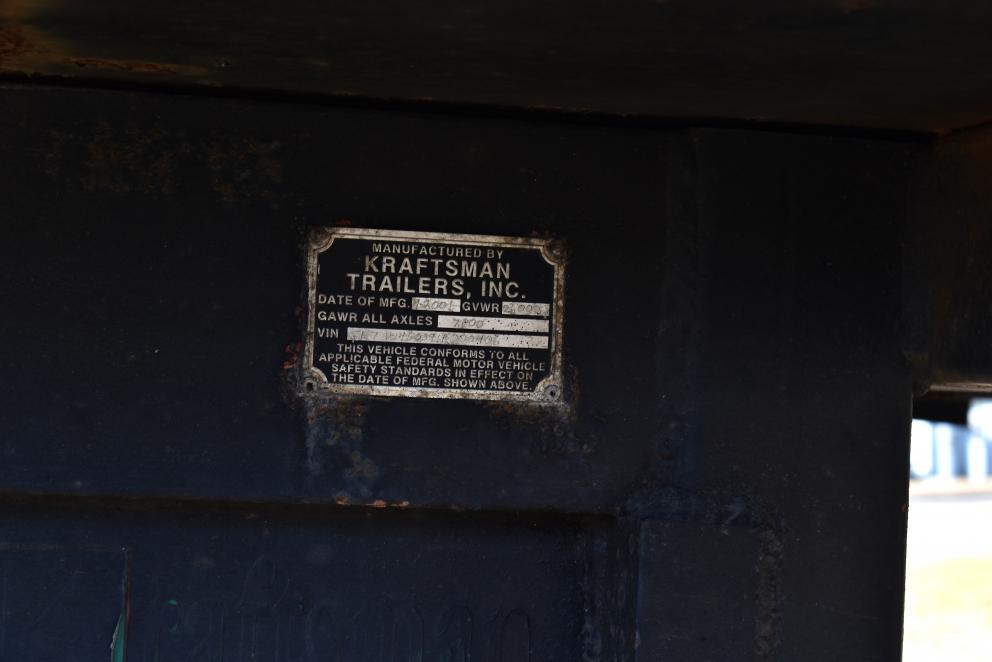 MANUFACTURED BY
KRAFTSMAN
TRAILERS, INC.
DATE OF MFG. GVWR
GAWR ALL AXLES
VIN
THIS VEHICLE CONFORMS TO ALL
APPLICABLE FEDERAL MOTOR VEHICLE
SAFETY STANDARDS IN EFFECT ON
THE DATE OF MFG. SHOWN ABOVE.